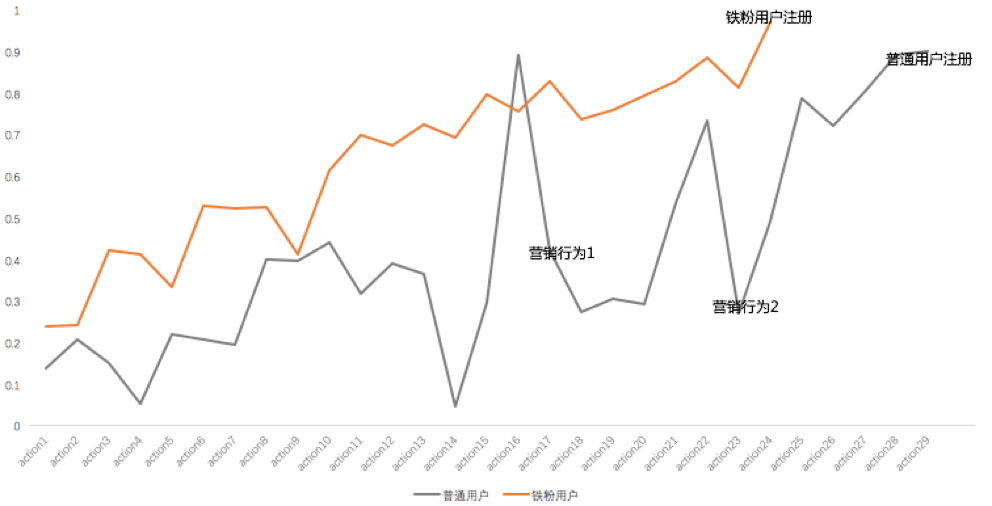 1
铁粉用户注册
0.9
普通用户注册
0.8
0.7
0.6
0.5
0.4
营销行为1
0.3
营销行为2
0.2
0.1
0
action1
action2
action3
action4
action5
action6
action7
action8
action9
action10
action11
action12
action13
action14
action15
action16
action17
action18
action19
action20
action21
action22
action23
action24
action25
action26
action27
action28
action29
普通用户
铁粉用户